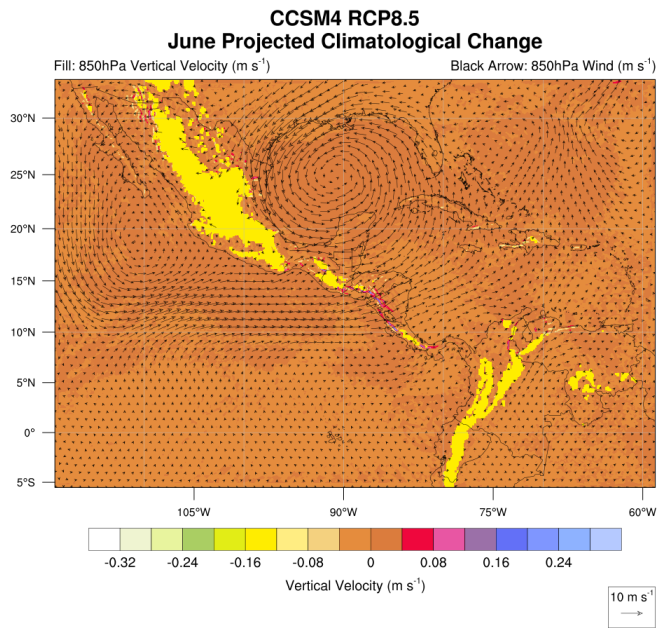 CCSM4 RCP8.5
June Projected Climatological Change
Fill: 850hPa Vertical Velocity (m s⁻¹)
Black Arrow: 850hPa Wind (m s⁻¹)
30°N
25°N
20°N
15°N
10°N
5°N
0°
5°S
105°W
90°W
75°W
60°W
-0.32
-0.24
-0.16
-0.08
0
0.08
0.16
0.24
Vertical Velocity (m s⁻¹)
10 m s⁻¹